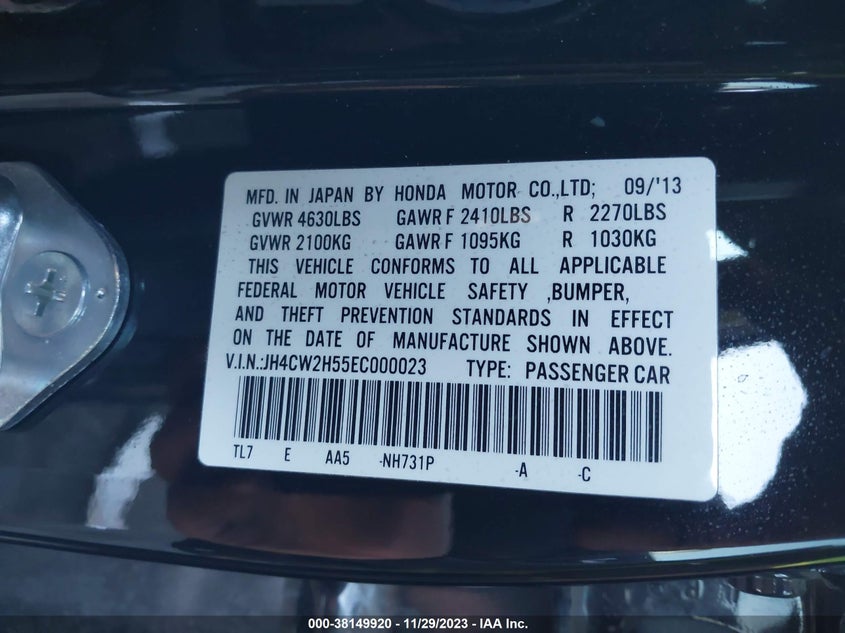 MFD. IN JAPAN BY HONDA MOTOR CO.,LTD; 09/'13
GVWR 4630LBS GAWR F 2410LBS R 2270LBS
GVWR 2100KG GAWR F 1095KG R 1030KG
THIS VEHICLE CONFORMS TO ALL APPLICABLE
FEDERAL MOTOR VEHICLE SAFETY ,BUMPER,
AND THEFT PREVENTION STANDARDS IN EFFECT
ON THE DATE OF MANUFACTURE SHOWN ABOVE.
V.I.N.:JH4CW2H55EC000023 TYPE: PASSENGER CAR
TL7 E AA5 -NH731P -A -C
000-38149920 - 11/29/2023 - IAA Inc.